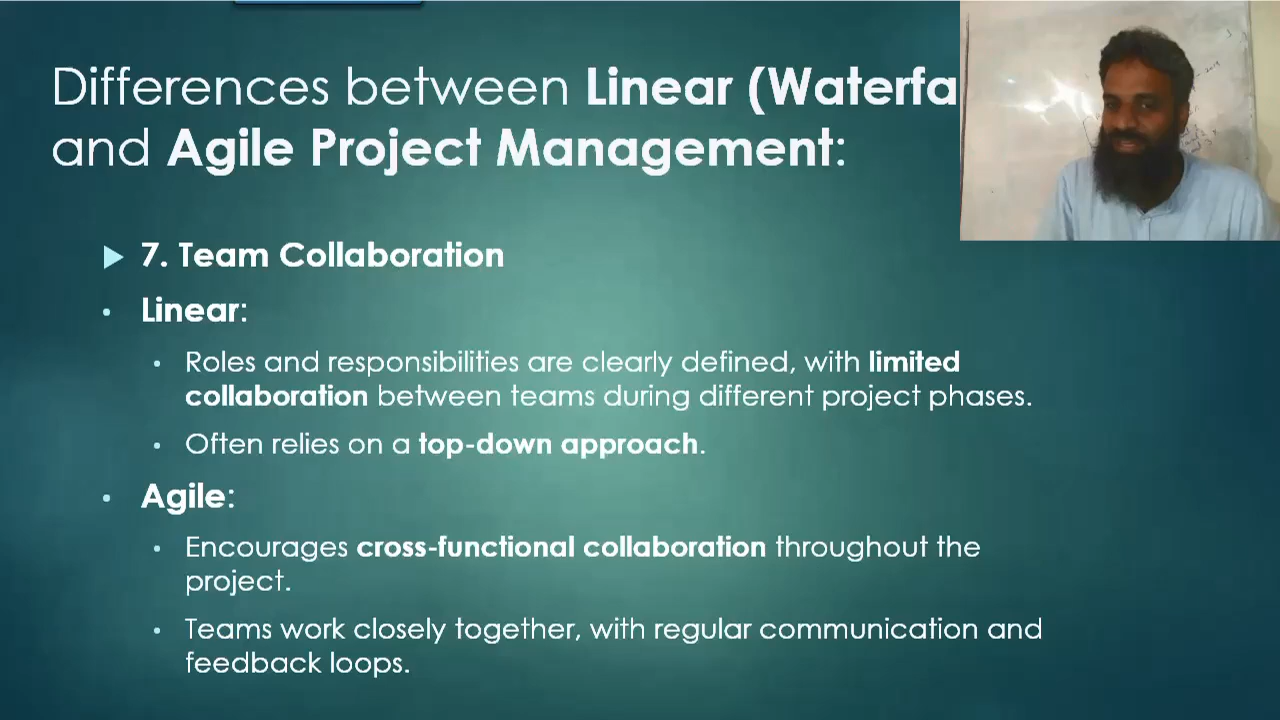 Differences between Linear (Waterfa
and Agile Project Management:
7. Team Collaboration
Linear:
Roles and responsibilities are clearly defined, with limited
collaboration between teams during different project phases.
Often relies on a top-down approach.
Agile:
Encourages cross-functional collaboration throughout the
project.
Teams work closely together, with regular communication and
feedback loops.